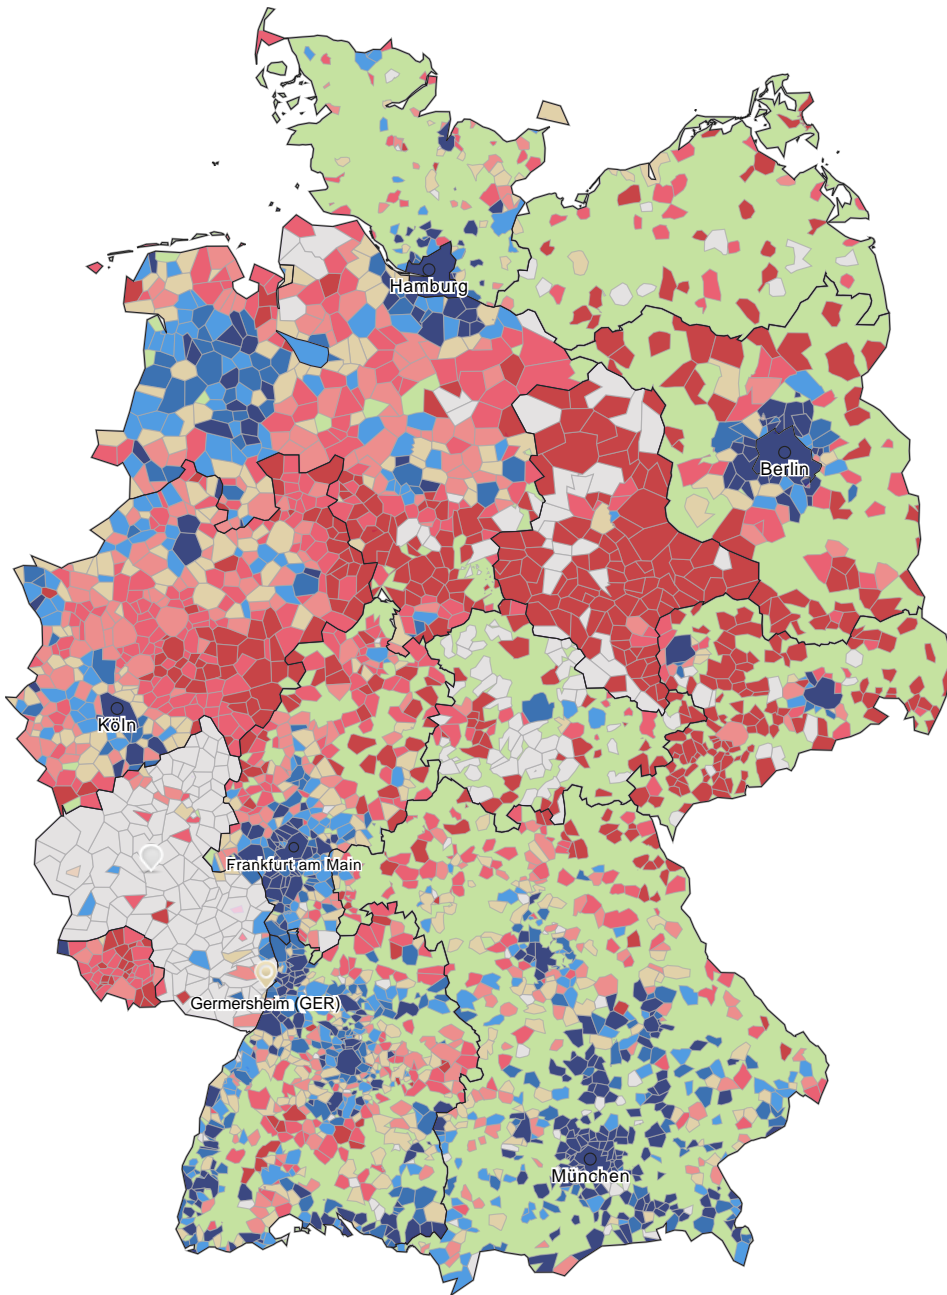 Hamburg
Berlin
Köln
Frankfurt am Main
Germersheim (GER)
München